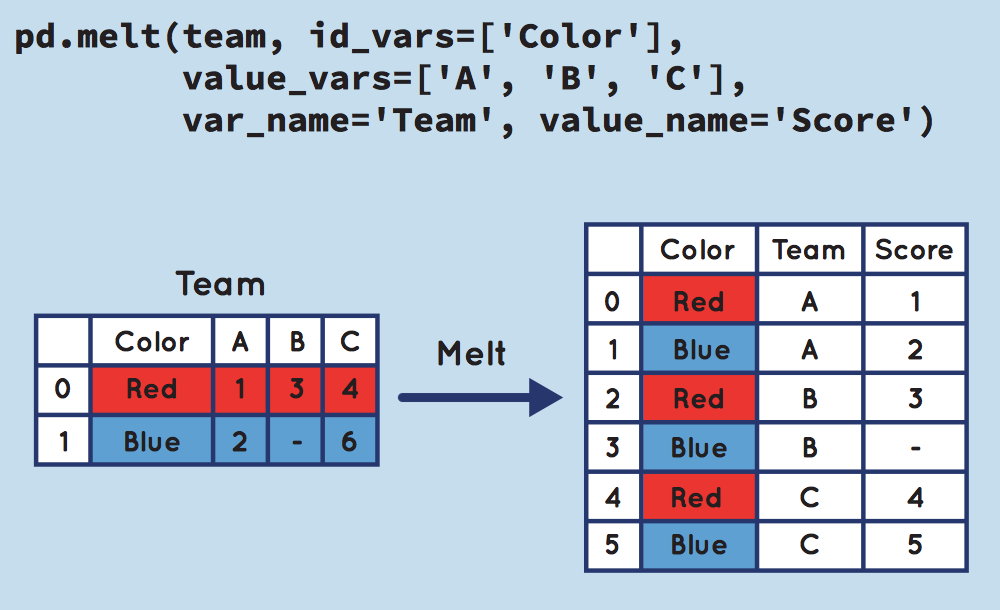 pd.melt(team, id_vars=['Color'],
value_vars=['A', 'B', 'C'],
var_name='Team', value_name='Score')
Team
Color A B C
0 Red 1 3 4
1 Blue 2 - 6
Melt
Color Team Score
0 Red A 1
1 Blue A 2
2 Red B 3
3 Blue B -
4 Red C 4
5 Blue C 5